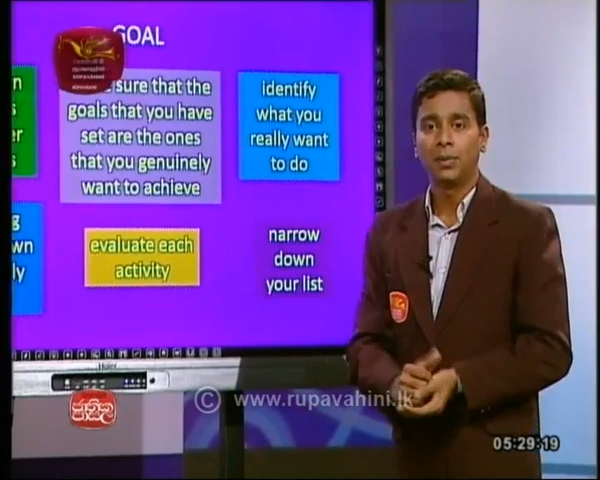 GOAL
sure that the
goals that you have
set are the ones
that you genuinely
want to achieve
identify
what you
really want
to do
evaluate each
activity
narrow
down
your list
Haier
© www.rupavahini.lk
05:29:19